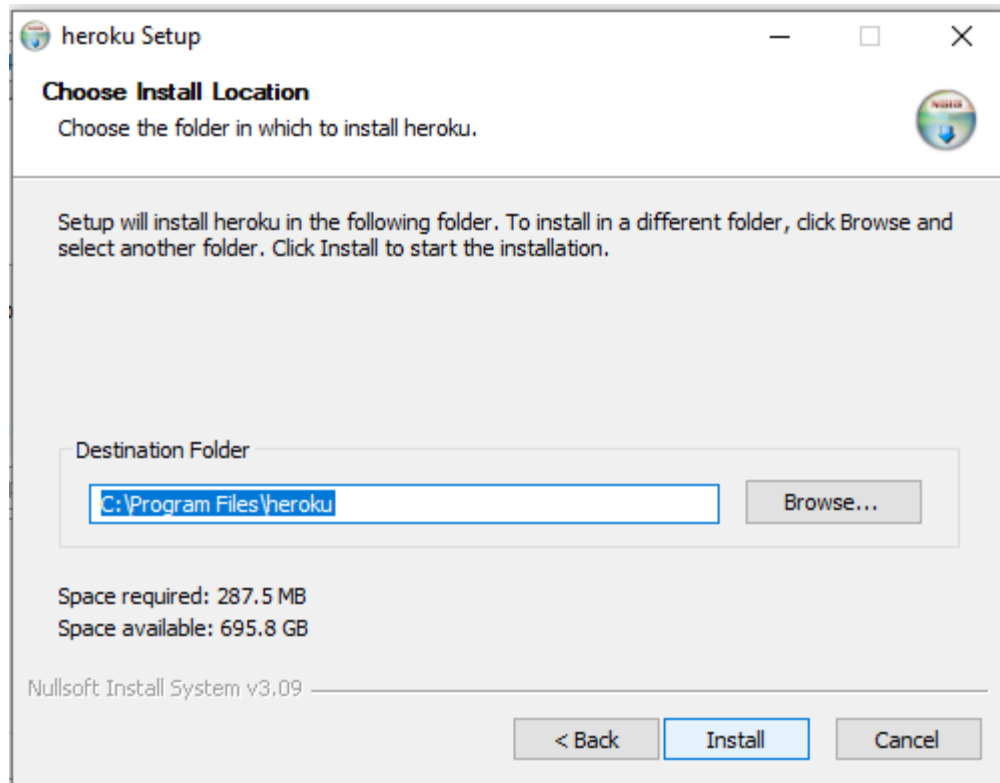 heroku Setup
Choose Install Location
Choose the folder in which to install heroku.
Setup will install heroku in the following folder. To install in a different folder, click Browse and
select another folder. Click Install to start the installation.
Destination Folder
C:\Program Files\heroku
Browse...
Space required: 287.5 MB
Space available: 695.8 GB
Nullsoft Install System v3.09
< Back
Install
Cancel